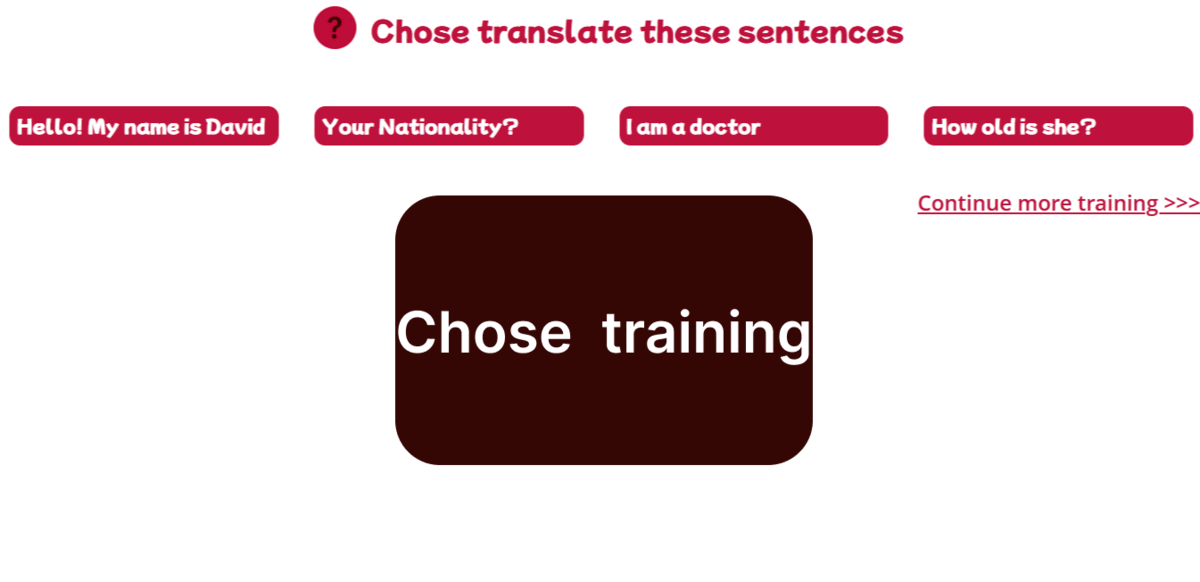 ? Chose translate these sentences
Hello! My name is David
Your Nationality?
I am a doctor
How old is she?
Continue more training >>>
Chose training